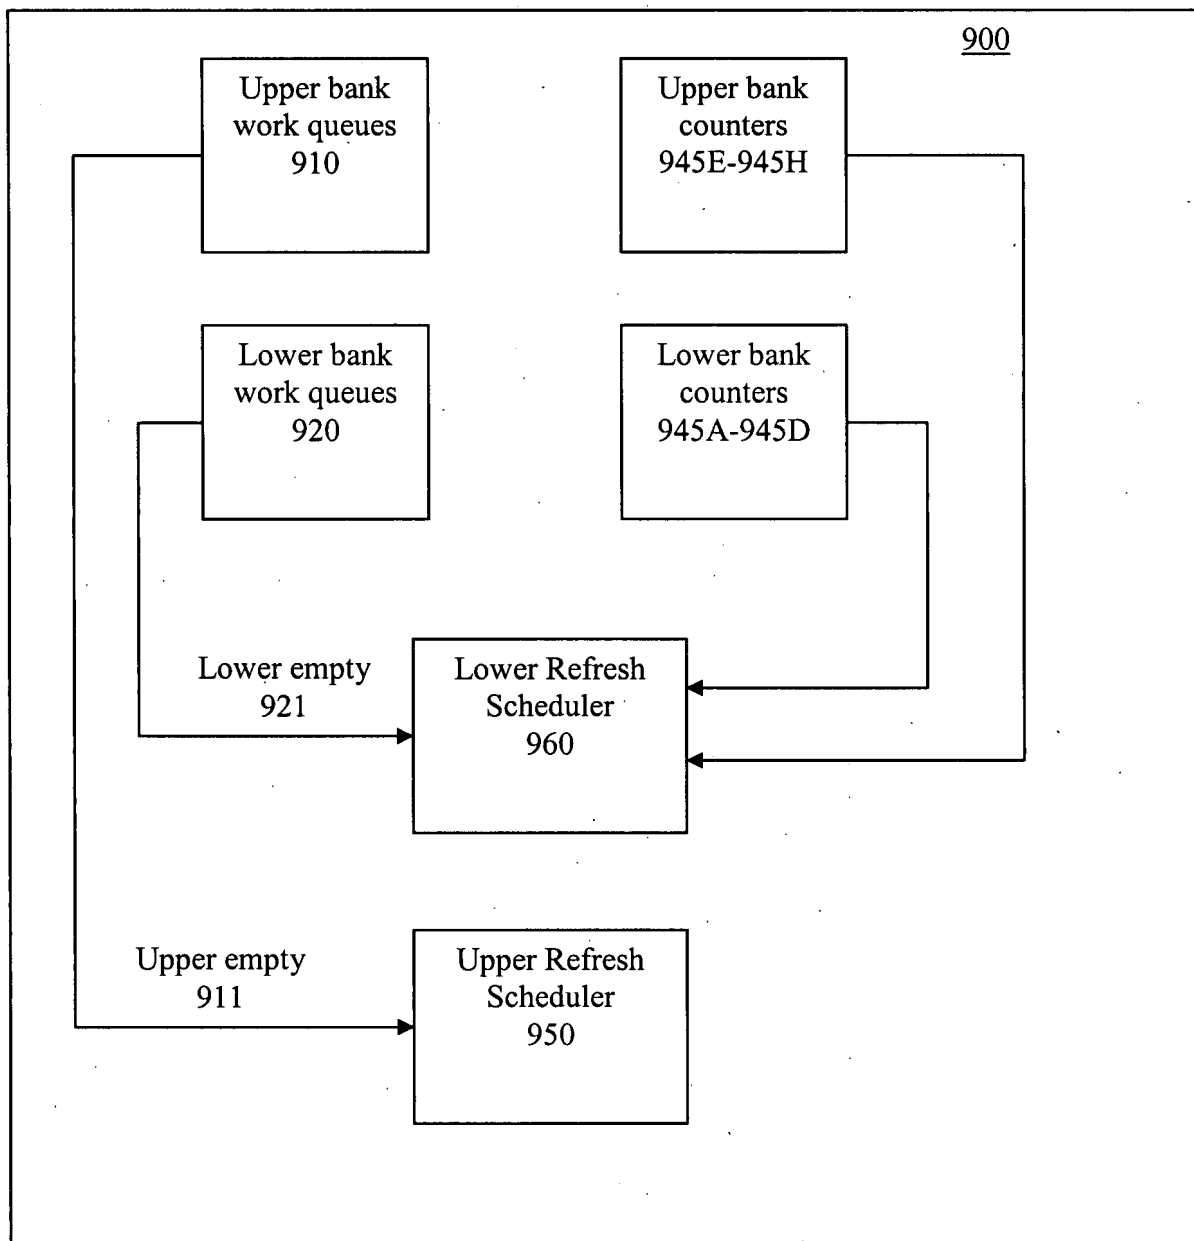 900
Upper bank
work queues
910
Upper bank
counters
945E-945H
Lower bank
work queues
920
Lower bank
counters
945A-945D
Lower empty
921
Lower Refresh
Scheduler
960
Upper empty
911
Upper Refresh
Scheduler
950